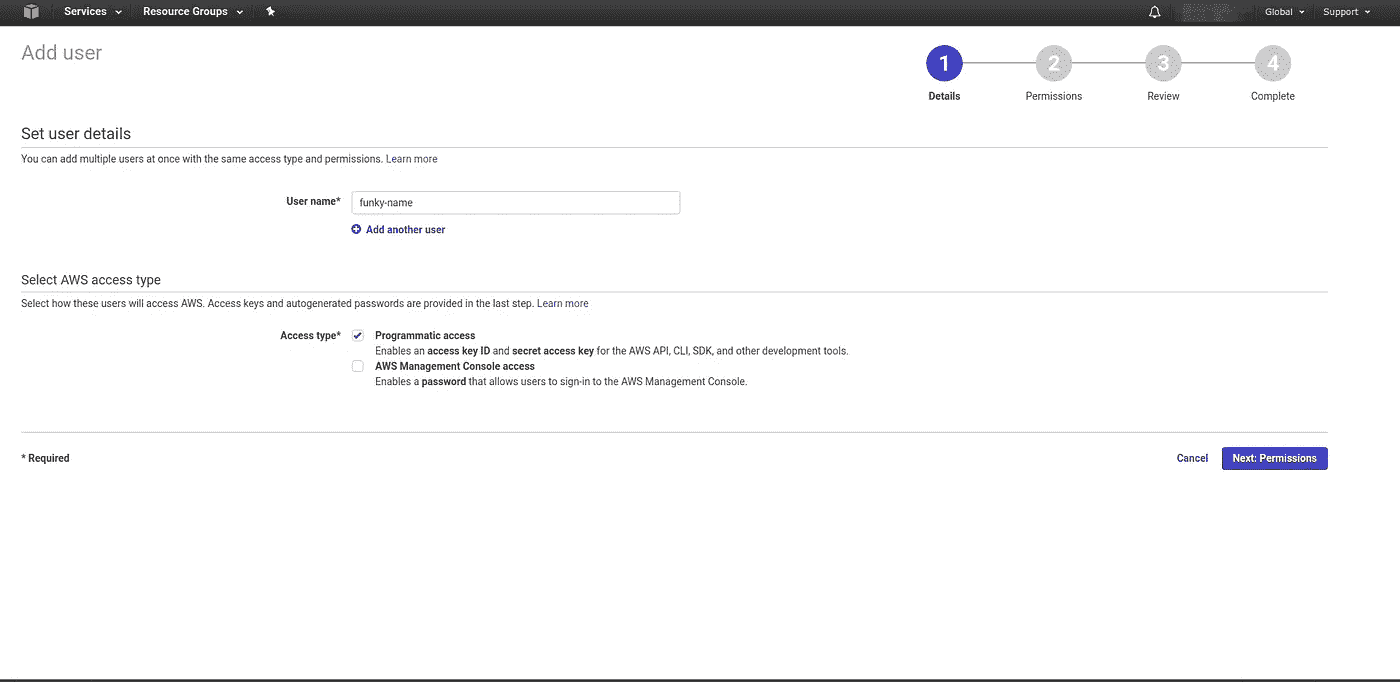 Services Resource Groups Global Support
Add user
1 2 3 4
Details Permissions Review Complete
Set user details
You can add multiple users at once with the same access type and permissions. Learn more
User name* funky-name
Add another user
Select AWS access type
Select how these users will access AWS. Access keys and autogenerated passwords are provided in the last step. Learn more
Access type* Programmatic access
Enables an access key ID and secret access key for the AWS API, CLI, SDK, and other development tools.
AWS Management Console access
Enables a password that allows users to sign-in to the AWS Management Console.
* Required Cancel Next: Permissions